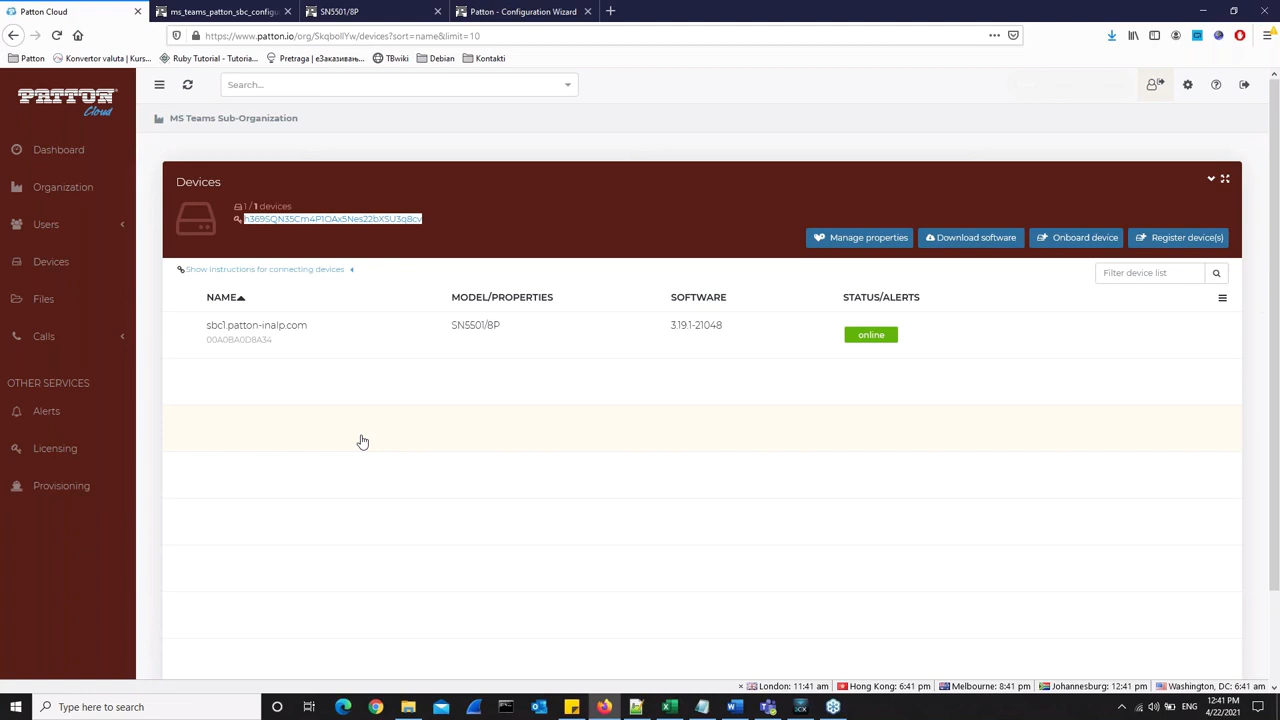 Patton Cloud
ms_teams_patton_sbc_configu
SN5501/8P
Patton - Configuration Wizard
https://www.patton.io/org/SkqbollYw/devices?sort=name&limit=10
Patton
Konvertor valuta | Kurs...
Ruby Tutorial - Tutoria...
Pretraga | eЗаказивањ...
TBwiki
Debian
Kontakti
PATTON
Cloud
Search...
MS Teams Sub-Organization
Dashboard
Organization
Users
Devices
Files
Calls
OTHER SERVICES
Alerts
Licensing
Provisioning
Devices
1 / 1 devices
h369SQN35Cm4P1OAx5Nes22bXSU3q8cv
Manage properties
Download software
Onboard device
Register device(s)
Show instructions for connecting devices
Filter device list
NAME
MODEL/PROPERTIES
SOFTWARE
STATUS/ALERTS
sbc1.patton-inalp.com
SN5501/8P
3.19.1-21048
online
00A0BA0D8A34
London: 11:41 am
Hong Kong: 6:41 pm
Melbourne: 8:41 pm
Johannesburg: 12:41 pm
Washington, DC: 6:41 am
Type here to search
ENG
12:41 PM
4/22/2021